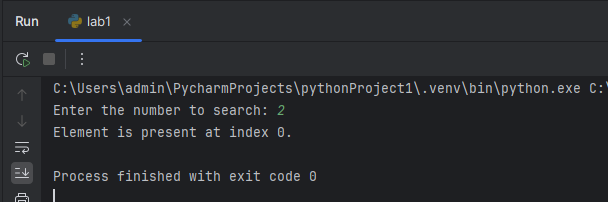 Run lab1
C:\Users\admin\PycharmProjects\pythonProject1\.venv\bin\python.exe C:\
Enter the number to search: 2
Element is present at index 0.
Process finished with exit code 0